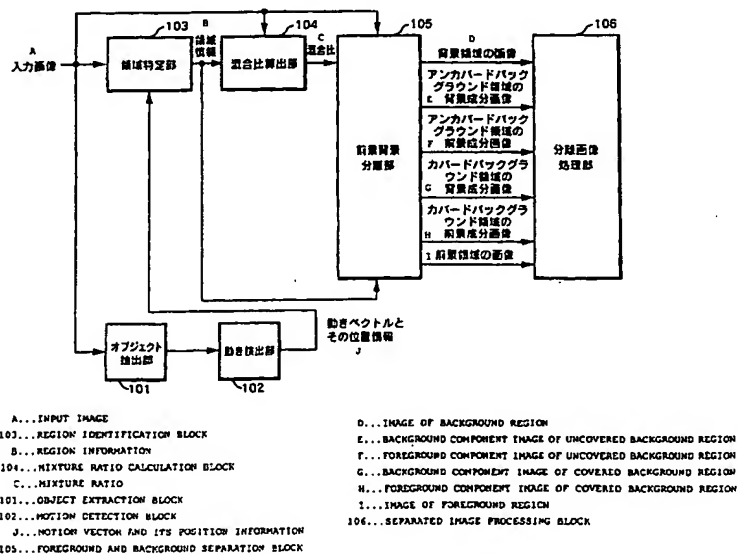 103
B
104
105
106
A
入力画像
領域特定部
領域
情報
混合比算出部
C
混合比
前景背景
分離部
D
背景領域の画像
アンカバードバック
グラウンド領域の
E 背景成分画像
アンカバードバック
グラウンド領域の
F 前景成分画像
カバードバックグラ
ウンド領域の
G 背景成分画像
カバードバックグラ
ウンド領域の
H 前景成分画像
I 前景領域の画像
分離画像
処理部
オブジェクト
抽出部
101
動き検出部
102
動きベクトルと
その位置情報
J
A...INPUT IMAGE
103...REGION IDENTIFICATION BLOCK
B...REGION INFORMATION
104...MIXTURE RATIO CALCULATION BLOCK
C...MIXTURE RATIO
101...OBJECT EXTRACTION BLOCK
102...MOTION DETECTION BLOCK
J...MOTION VECTOR AND ITS POSITION INFORMATION
105...FOREGROUND AND BACKGROUND SEPARATION BLOCK
D...IMAGE OF BACKGROUND REGION
E...BACKGROUND COMPONENT IMAGE OF UNCOVERED BACKGROUND REGION
F...FOREGROUND COMPONENT IMAGE OF UNCOVERED BACKGROUND REGION
G...BACKGROUND COMPONENT IMAGE OF COVERED BACKGROUND REGION
H...FOREGROUND COMPONENT IMAGE OF COVERED BACKGROUND REGION
I...IMAGE OF FOREGROUND REGION
106...SEPARATED IMAGE PROCESSING BLOCK